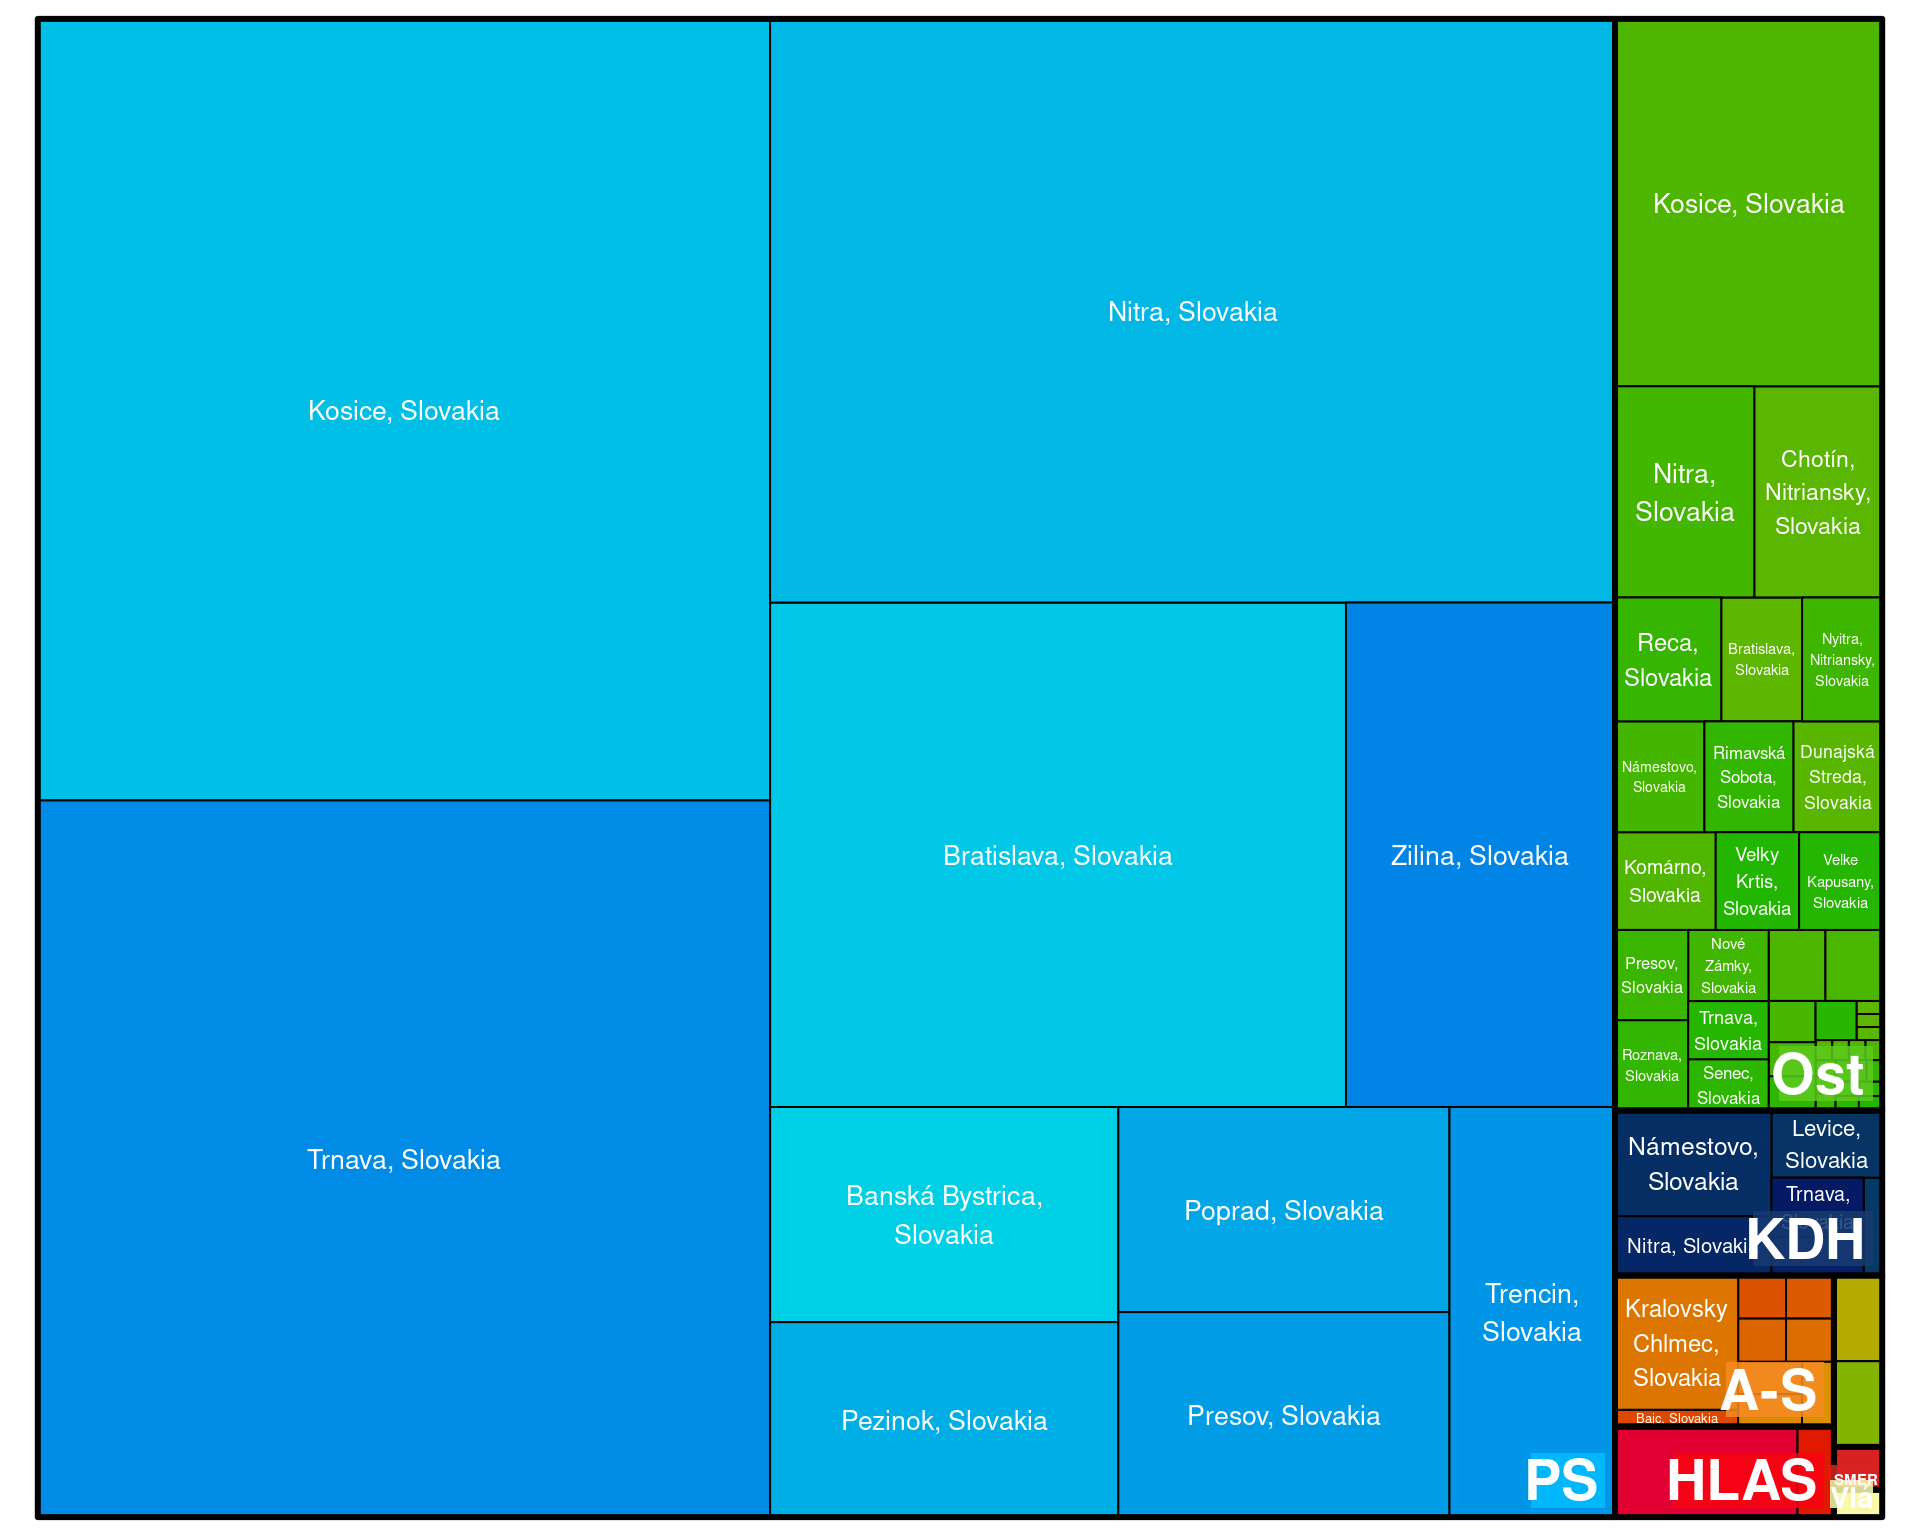 Kosice, Slovakia
Nitra, Slovakia
Trnava, Slovakia
Bratislava, Slovakia
Zilina, Slovakia
Banská Bystrica,
Slovakia
Pezinok, Slovakia
Poprad, Slovakia
Presov, Slovakia
Trencin,
Slovakia
PS
Kosice, Slovakia
Nitra,
Slovakia
Chotín,
Nitriansky,
Slovakia
Reca,
Slovakia
Bratislava,
Slovakia
Nyitra,
Nitriansky,
Slovakia
Námestovo,
Slovakia
Rimavská
Sobota,
Slovakia
Dunajská
Streda,
Slovakia
Komárno,
Slovakia
Velky
Krtis,
Slovakia
Velke
Kapusany,
Slovakia
Presov,
Slovakia
Roznava,
Slovakia
Nové
Zámky,
Slovakia
Trnava,
Slovakia
Senec,
Slovakia
Ost
Námestovo,
Slovakia
Levice,
Slovakia
Trnava,
Slovakia
Nitra, Slovaki
KDH
Kralovsky
Chlmec,
Slovakia
Bajc, Slovakia
A-S
HLAS
SMER